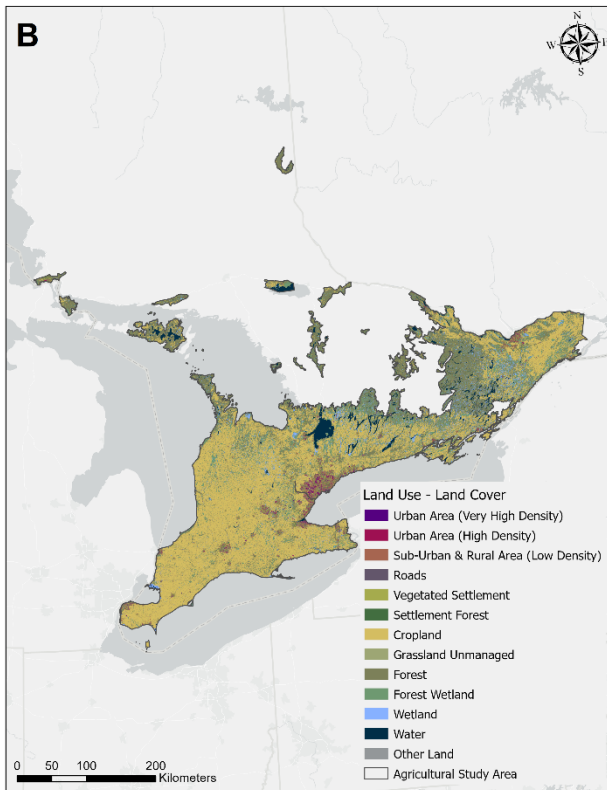 B
N
W
E
S
Land Use - Land Cover
Urban Area (Very High Density)
Urban Area (High Density)
Sub-Urban & Rural Area (Low Density)
Roads
Vegetated Settlement
Settlement Forest
Cropland
Grassland Unmanaged
Forest
Forest Wetland
Wetland
Water
Other Land
Agricultural Study Area
0 50 100 200
Kilometers